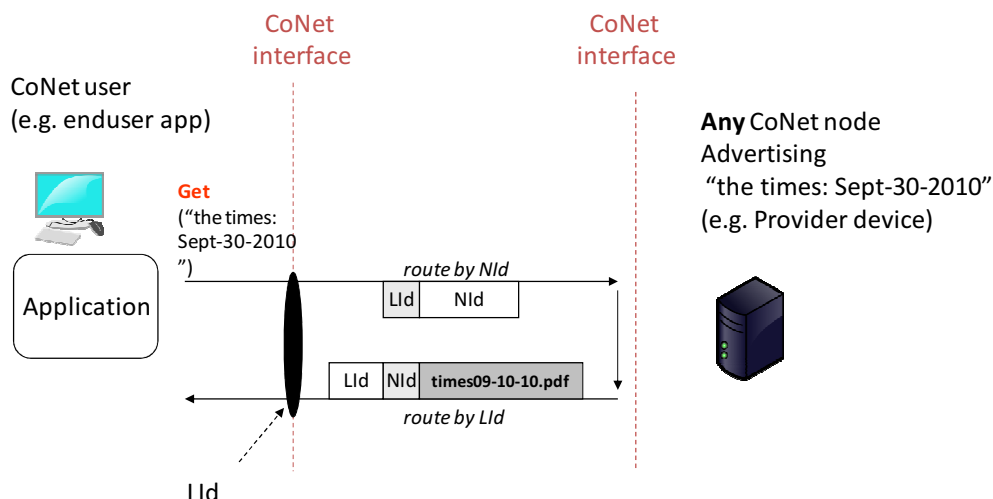 CoNet
interface
CoNet
interface
CoNet user
(e.g. enduser app)
Any CoNet node
Advertising
“the times: Sept-30-2010”
(e.g. Provider device)
Get
(“the times:
Sept-30-2010
”)
route by NId
Application
LId NId
LId NId times09-10-10.pdf
route by LId
LId